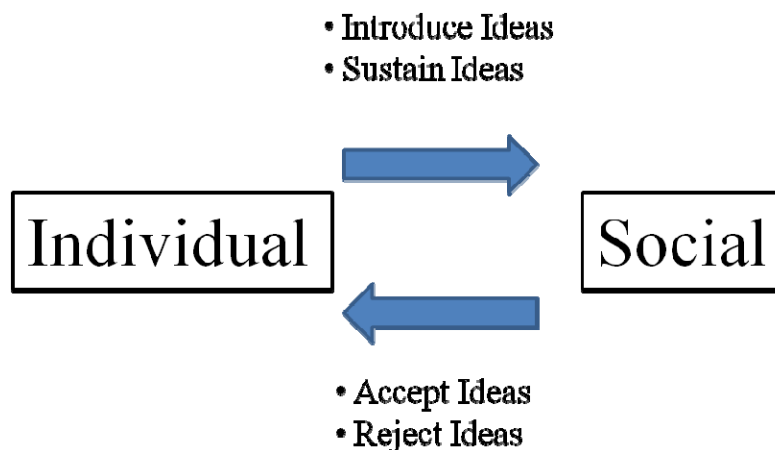 • Introduce Ideas
• Sustain Ideas
Individual
Social
• Accept Ideas
• Reject Ideas